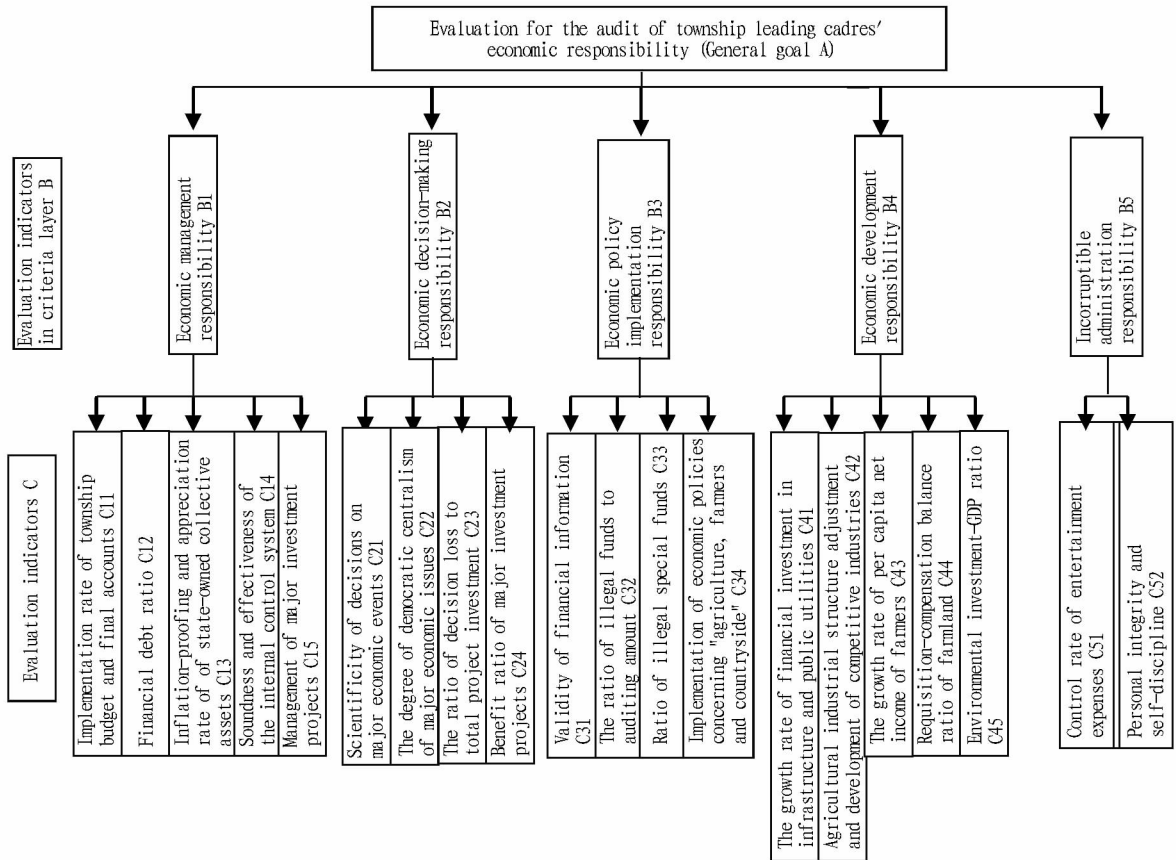 Evaluation for the audit of township leading cadres'
economic responsibility (General goal A)
Evaluation indicators
in criteria layer B
Economic management
responsibility B1
Economic decision-making
responsibility B2
Economic policy
implementation
responsibility B3
Economic development
responsibility B4
Incorruptible
administration
responsibility B5
Evaluation indicators C
Implementation rate of township
budget and final accounts C11
Financial debt ratio C12
Inflation-proofing and appreciation
rate of of state-owned collective
assets C13
Soundness and effectiveness of
the internal control system C14
Management of major investment
projects C15
Scientificity of decisions on
major economic events C21
The degree of democratic centralism
of major economic issues C22
The ratio of decision loss to
total project investment C23
Benefit ratio of major investment
projects C24
Validity of financial information
C31
The ratio of illegal funds to
auditing amount C32
Ratio of illegal special funds C33
Implementation of economic policies
concerning "agriculture, farmers
and countryside" C34
The growth rate of financial investment in
infrastructure and public utilities C41
Agricultural industrial structure adjustment
and development of competitive industries C42
The growth rate of per capita net
income of farmers C43
Requisition-compensation balance
ratio of farmland C44
Environmental investment-GDP ratio
C45
Control rate of entertainment
expenses C51
Personal integrity and
self-discipline C52